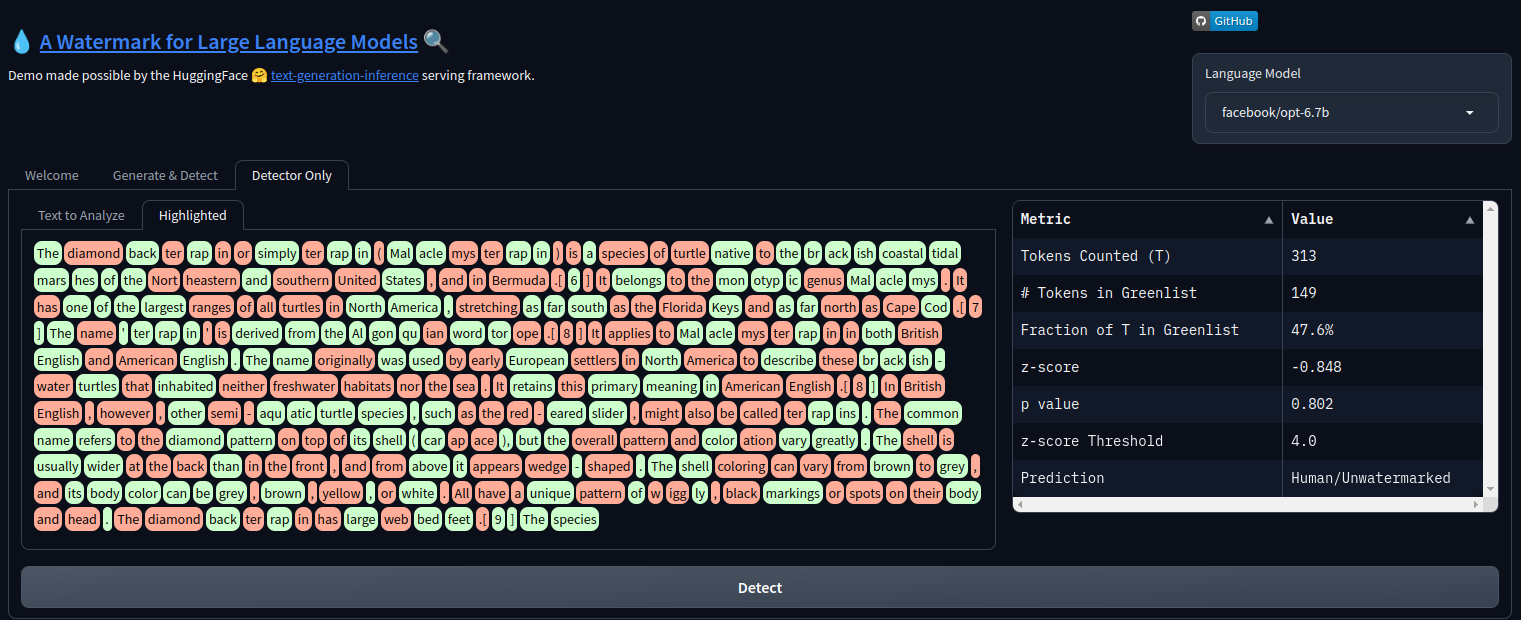 💧 A Watermark for Large Language Models 🔍
GitHub
Demo made possible by the HuggingFace 🤗 text-generation-inference serving framework.
Language Model
facebook/opt-6.7b
Welcome Generate & Detect Detector Only
Text to Analyze Highlighted
The diamond back ter rap in or simply ter rap in ( Mal acle mys ter rap in ) is a species of turtle native to the br ack ish coastal tidal
mars hes of the Nort heastern and southern United States , and in Bermuda .[ 6 ] It belongs to the mon otyp ic genus Mal acle mys . It
has one of the largest ranges of all turtles in North America , stretching as far south as the Florida Keys and as far north as Cape Cod .[ 7
] The name ' ter rap in ' is derived from the Al gon qu ian word tor ope .[ 8 ] It applies to Mal acle mys ter rap in in both British
English and American English . The name originally was used by early European settlers in North America to describe these br ack ish -
water turtles that inhabited neither freshwater habitats nor the sea . It retains this primary meaning in American English .[ 8 ] In British
English , however , other semi - aqu atic turtle species , such as the red - eared slider , might also be called ter rap ins . The common
name refers to the diamond pattern on top of its shell ( car ap ace ), but the overall pattern and color ation vary greatly . The shell is
usually wider at the back than in the front , and from above it appears wedge - shaped . The shell coloring can vary from brown to grey ,
and its body color can be grey , brown , yellow , or white . All have a unique pattern of w igg ly , black markings or spots on their body
and head . The diamond back ter rap in has large web bed feet .[ 9 ] The species
Metric Value
Tokens Counted (T) 313
# Tokens in Greenlist 149
Fraction of T in Greenlist 47.6%
z-score -0.848
p value 0.802
z-score Threshold 4.0
Prediction Human/Unwatermarked
Detect